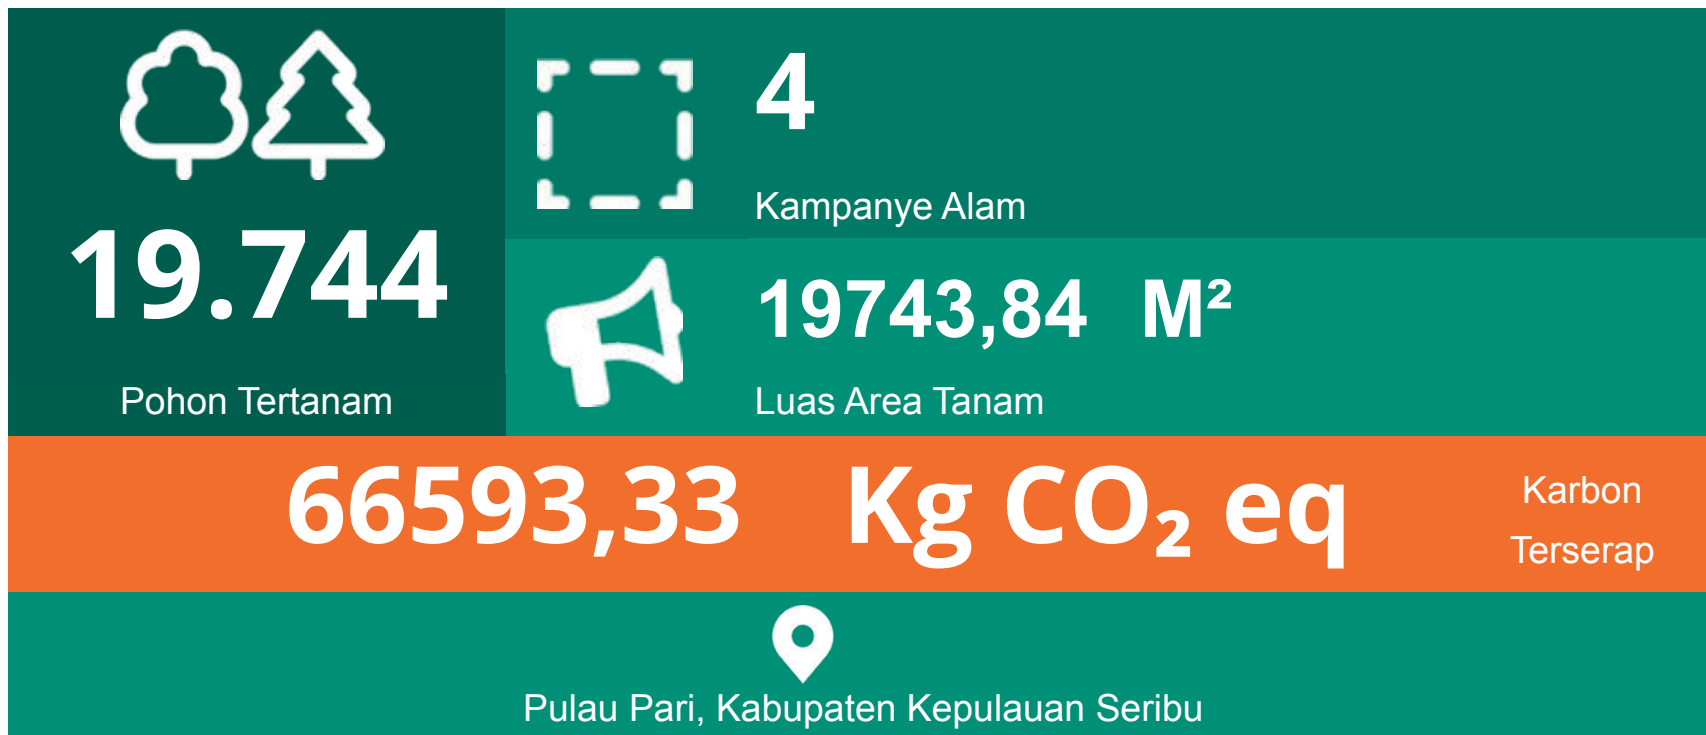 19.744
Pohon Tertanam
4
Kampanye Alam
19743,84 M²
Luas Area Tanam
66593,33 Kg CO₂ eq
Karbon
Terserap
Pulau Pari, Kabupaten Kepulauan Seribu